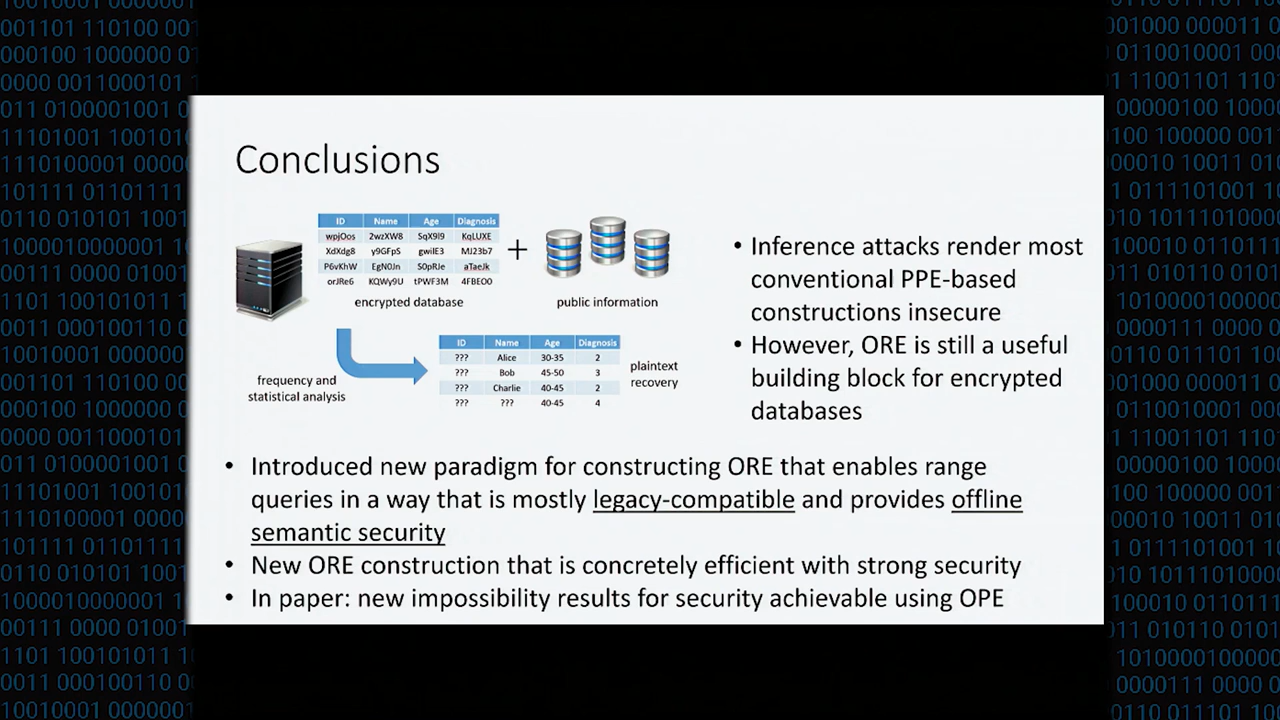 Conclusions
ID Name Age Diagnosis
wpjOos 2wzXW8 SqX9l9 KqLUXE
XdXdg8 y9GFpS gwilE3 MJ23b7
P6vKhW EgN0Jn S0pRJe aTaeJk
orJRe6 KQWy9U tPWF3M 4FBEO0
+
encrypted database
public information
frequency and
statistical analysis
ID Name Age Diagnosis
??? Alice 30-35 2
??? Bob 45-50 3
??? Charlie 40-45 2
??? ??? 40-45 4
plaintext
recovery
• Inference attacks render most
conventional PPE-based
constructions insecure
• However, ORE is still a useful
building block for encrypted
databases
• Introduced new paradigm for constructing ORE that enables range
queries in a way that is mostly legacy-compatible and provides offline
semantic security
• New ORE construction that is concretely efficient with strong security
• In paper: new impossibility results for security achievable using OPE